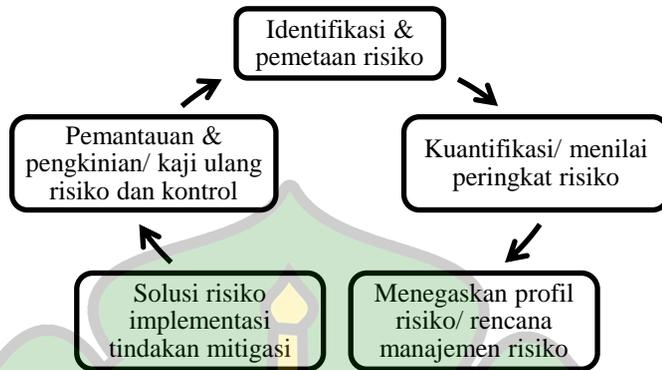 Identifikasi &
pemetaan risiko
Kuantifikasi/ menilai
peringkat risiko
Menegaskan profil
risiko/ rencana
manajemen risiko
Solusi risiko
implementasi
tindakan mitigasi
Pemantauan &
pengkinian/ kaji ulang
risiko dan kontrol